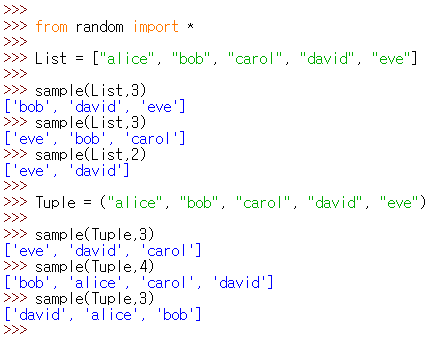 >>>
>>> from random import *
>>>
>>> List = ["alice", "bob", "carol", "david", "eve"]
>>>
>>> sample(List,3)
['bob', 'david', 'eve']
>>> sample(List,3)
['eve', 'bob', 'carol']
>>> sample(List,2)
['eve', 'david']
>>>
>>> Tuple = ("alice", "bob", "carol", "david", "eve")
>>>
>>> sample(Tuple,3)
['eve', 'david', 'carol']
>>> sample(Tuple,4)
['bob', 'alice', 'carol', 'david']
>>> sample(Tuple,3)
['david', 'alice', 'bob']
>>>